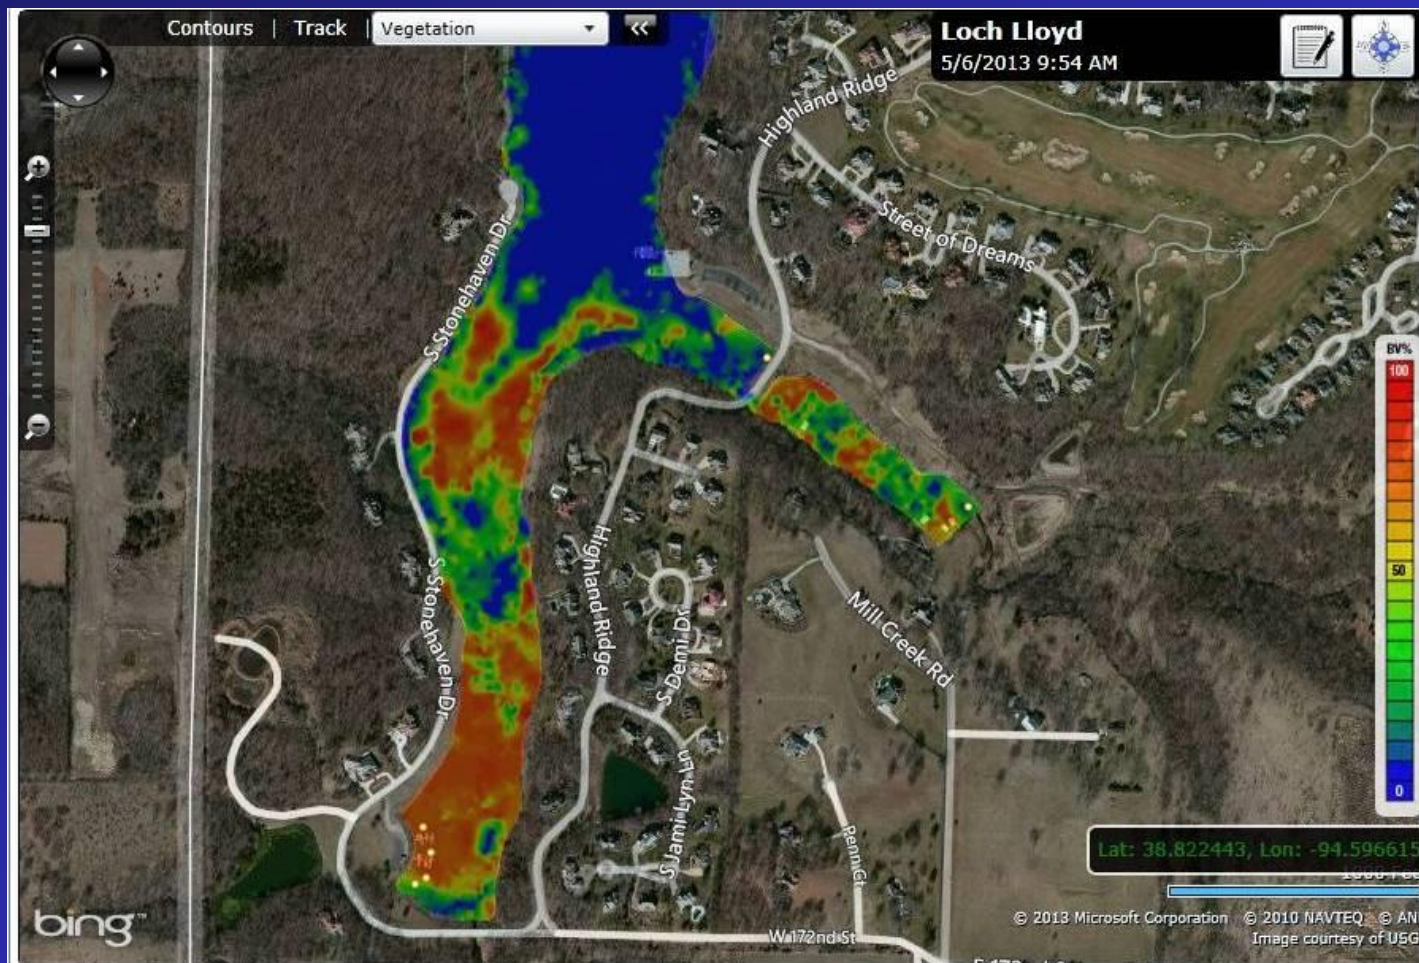 Contours | Track | Vegetation
Loch Lloyd
5/6/2013 9:54 AM
Highland Ridge
Street of Dreams
S Stonehaven Dr
BV%
100
50
0
S Stonehaven Dr
Highland Ridge
S Demi Dr
Mill Creek Rd
S Jami Lyn Ln
Penn Ct
Lat: 38.822443, Lon: -94.596615
bing™
© 2013 Microsoft Corporation © 2010 NAVTEQ © AN
Image courtesy of USG
W 172nd St